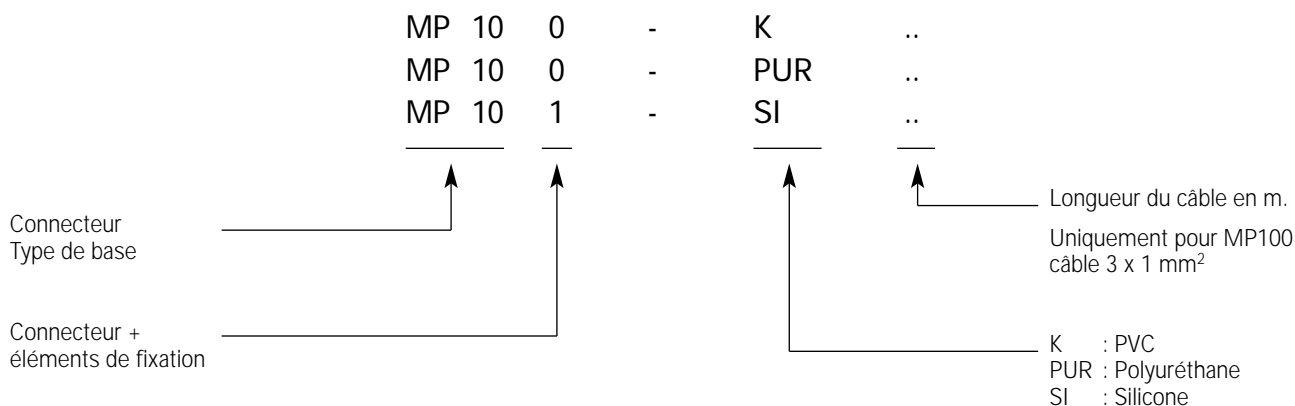 MP 10 0 - K ..
MP 10 0 - PUR ..
MP 10 1 - SI ..
Connecteur
Type de base
Longueur du câble en m.
Uniquement pour MP100
câble 3 x 1 mm²
Connecteur +
éléments de fixation
K : PVC
PUR : Polyuréthane
SI : Silicone